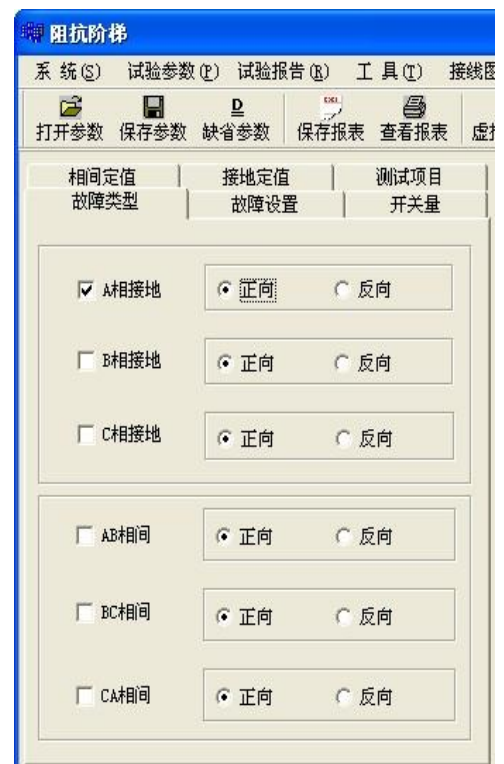 阻抗阶梯
系 统(S) 试验参数(P) 试验报告(R) 工 具(T) 接线图
打开参数 保存参数 D 缺省参数 保存报表 查看报表
相间定值 接地定值 测试项目
故障类型 故障设置 开关量
A相接地 正向 反向
B相接地 正向 反向
C相接地 正向 反向
AB相间 正向 反向
BC相间 正向 反向
CA相间 正向 反向